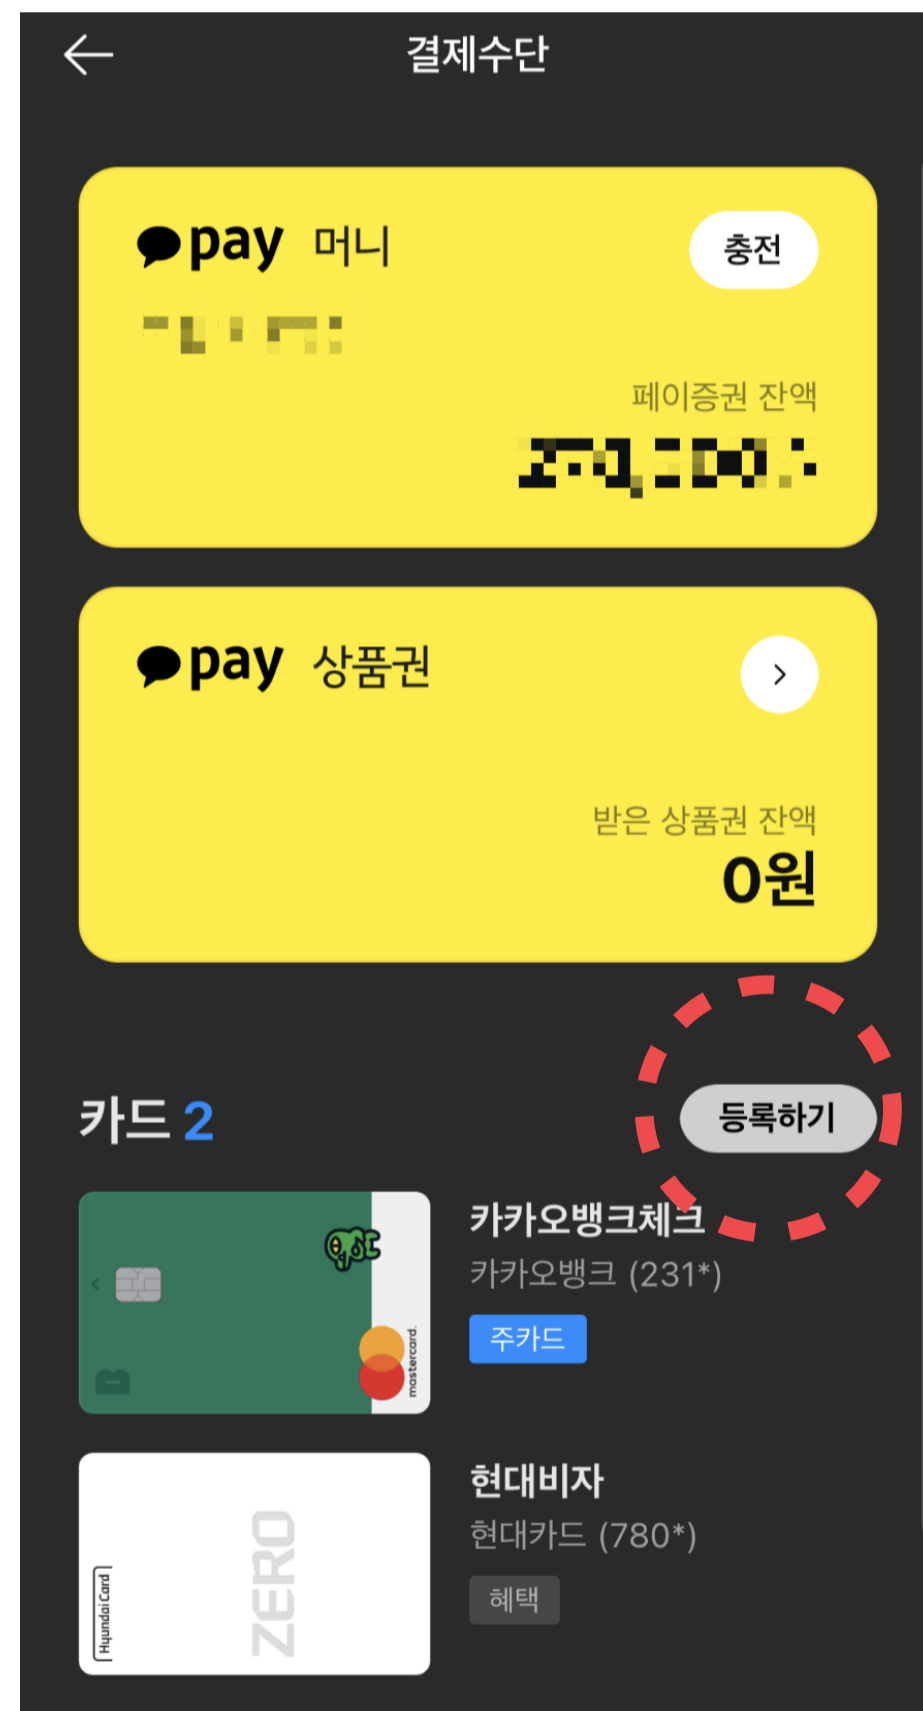 결제수단
pay 머니
충전
페이증권 잔액
pay 상품권
받은 상품권 잔액
0원
카드 2
등록하기
카카오뱅크체크
카카오뱅크 (231*)
주카드
mastercard.
B
현대비자
현대카드 (780*)
혜택
Hyundai Card
ZERO